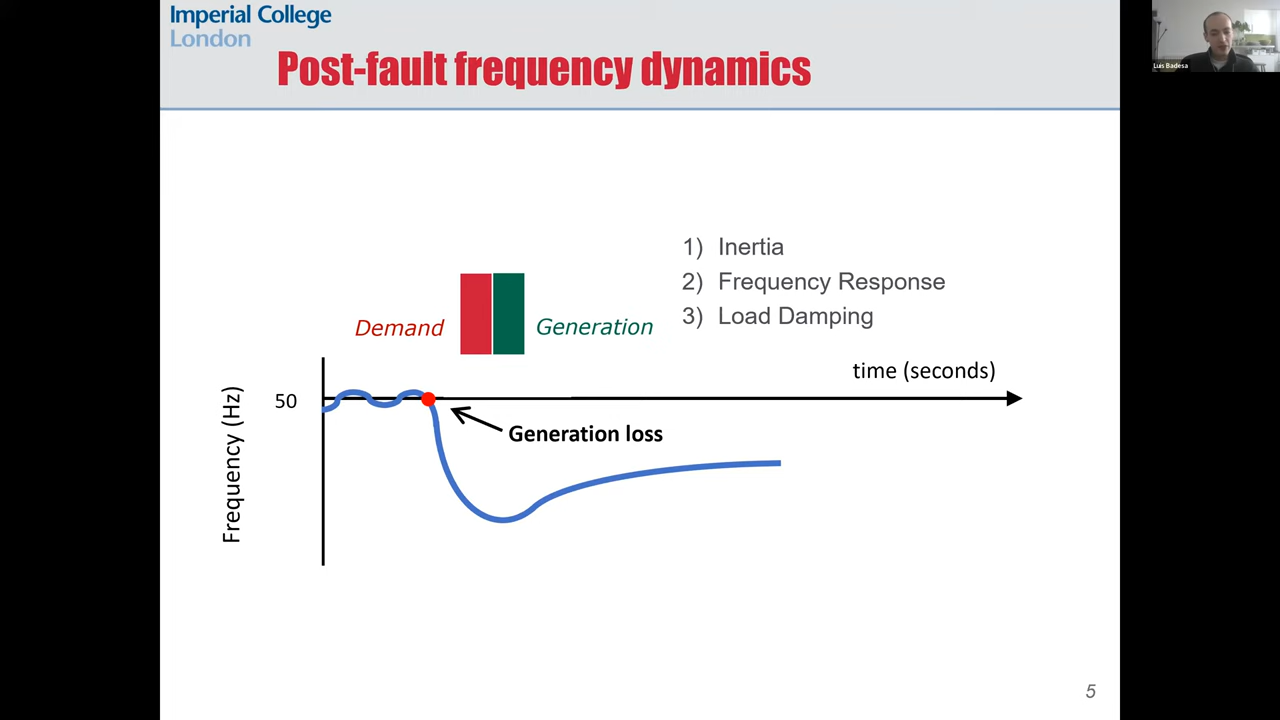 Imperial College
London
Post-fault frequency dynamics
Luis Badesa
1) Inertia
2) Frequency Response
3) Load Damping
Demand
Generation
time (seconds)
Frequency (Hz)
50
Generation loss
5